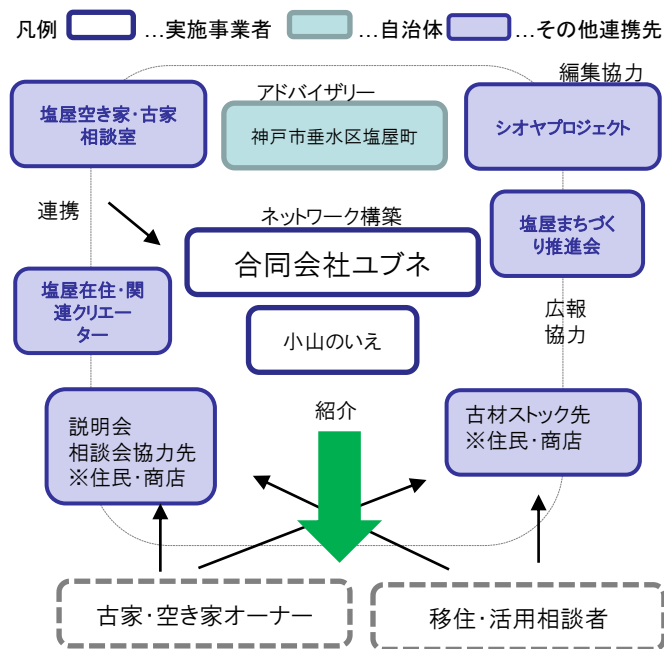 凡例 …実施事業者 …自治体 …その他連携先
編集協力
アドバイザリー
塩屋空き家・古家
相談室
神戸市垂水区塩屋町
シオヤプロジェクト
連携
ネットワーク構築
塩屋まちづく
り推進会
合同会社ユブネ
塩屋在住・関
連クリエー
ター
小山のいえ
広報
協力
紹介
説明会
相談会協力先
※住民・商店
古材ストック先
※住民・商店
古家・空き家オーナー
移住・活用相談者